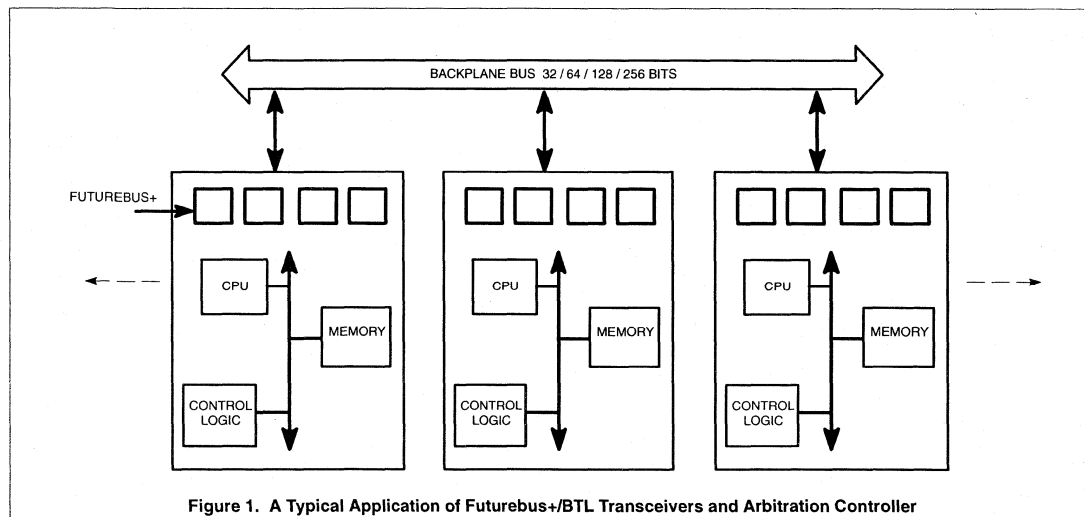 BACKPLANE BUS 32 / 64 / 128 / 256 BITS
FUTUREBUS+
CPU
MEMORY
CONTROL
LOGIC
CPU
MEMORY
CONTROL
LOGIC
CPU
MEMORY
CONTROL
LOGIC
Figure 1. A Typical Application of Futurebus+/BTL Transceivers and Arbitration Controller